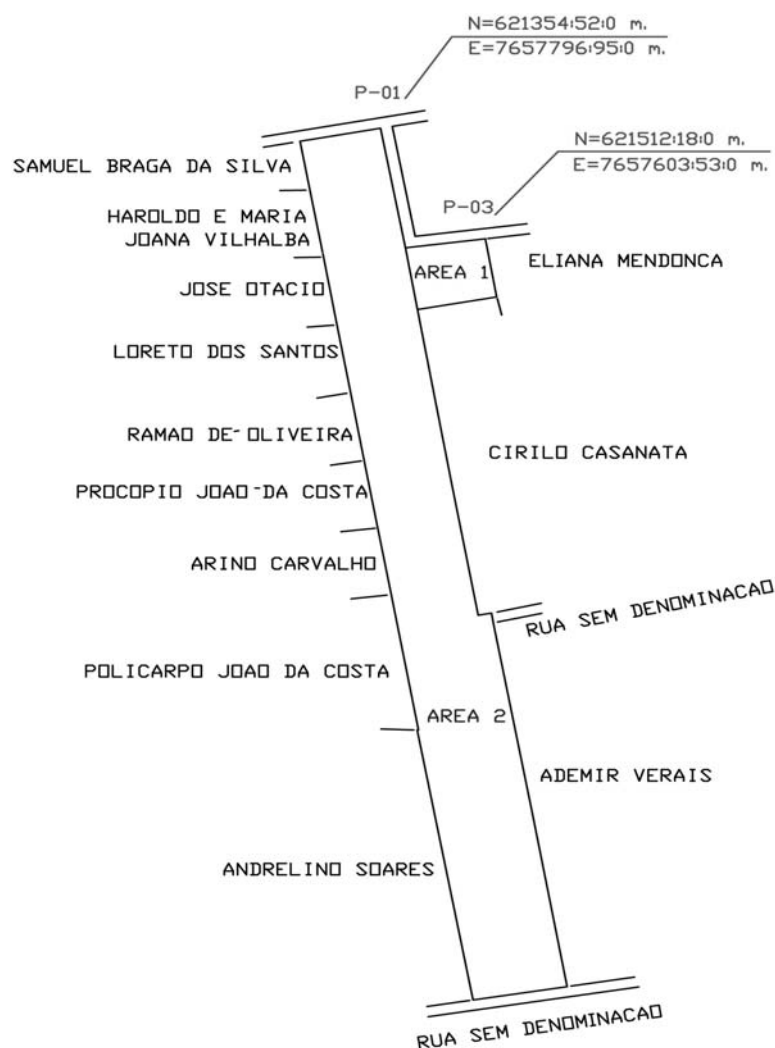 N=621354:52:0 m.
E=7657796:95:0 m.
P-01
N=621512:18:0 m.
E=7657603:53:0 m.
P-03
SAMUEL BRAGA DA SILVA
HAROLDO E MARIA
JOANA VILHALBA
ELIANA MENDONCA
AREA 1
JOSE OTACIO
LORETO DOS SANTOS
RAMAO DE-OLIVEIRA
CIRILO CASANATA
PROCOPIO JOAO-DA COSTA
ARINO CARVALHO
RUA SEM DENOMINACAO
POLICARPO JOAO DA COSTA
AREA 2
ADEMIR VERAIS
ANDRELINO SOARES
RUA SEM DENOMINACAO